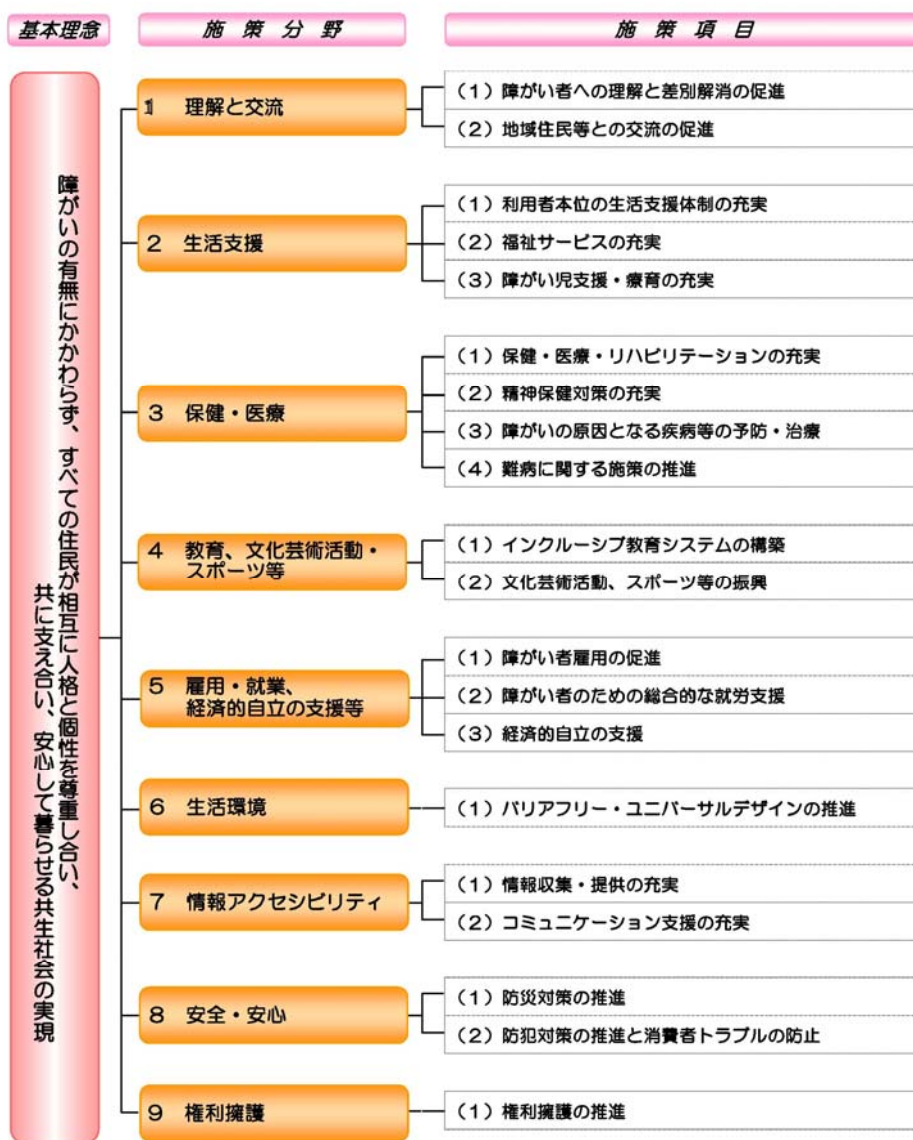 基本理念
施策分野
施策項目
障がいの有無にかかわらず、すべての住民が相互に人格と個性を尊重し合い、
共に支え合い、安心して暮らせる共生社会の実現
1 理解と交流
(1)障がい者への理解と差別解消の促進
(2)地域住民等との交流の促進
2 生活支援
(1)利用者本位の生活支援体制の充実
(2)福祉サービスの充実
(3)障がい児支援・療育の充実
3 保健・医療
(1)保健・医療・リハビリテーションの充実
(2)精神保健対策の充実
(3)障がいの原因となる疾病等の予防・治療
(4)難病に関する施策の推進
4 教育、文化芸術活動・
スポーツ等
(1)インクルーシブ教育システムの構築
(2)文化芸術活動、スポーツ等の振興
5 雇用・就業、
経済的自立の支援等
(1)障がい者雇用の促進
(2)障がい者のための総合的な就労支援
(3)経済的自立の支援
6 生活環境
(1)バリアフリー・ユニバーサルデザインの推進
7 情報アクセシビリティ
(1)情報収集・提供の充実
(2)コミュニケーション支援の充実
8 安全・安心
(1)防災対策の推進
(2)防犯対策の推進と消費者トラブルの防止
9 権利擁護
(1)権利擁護の推進